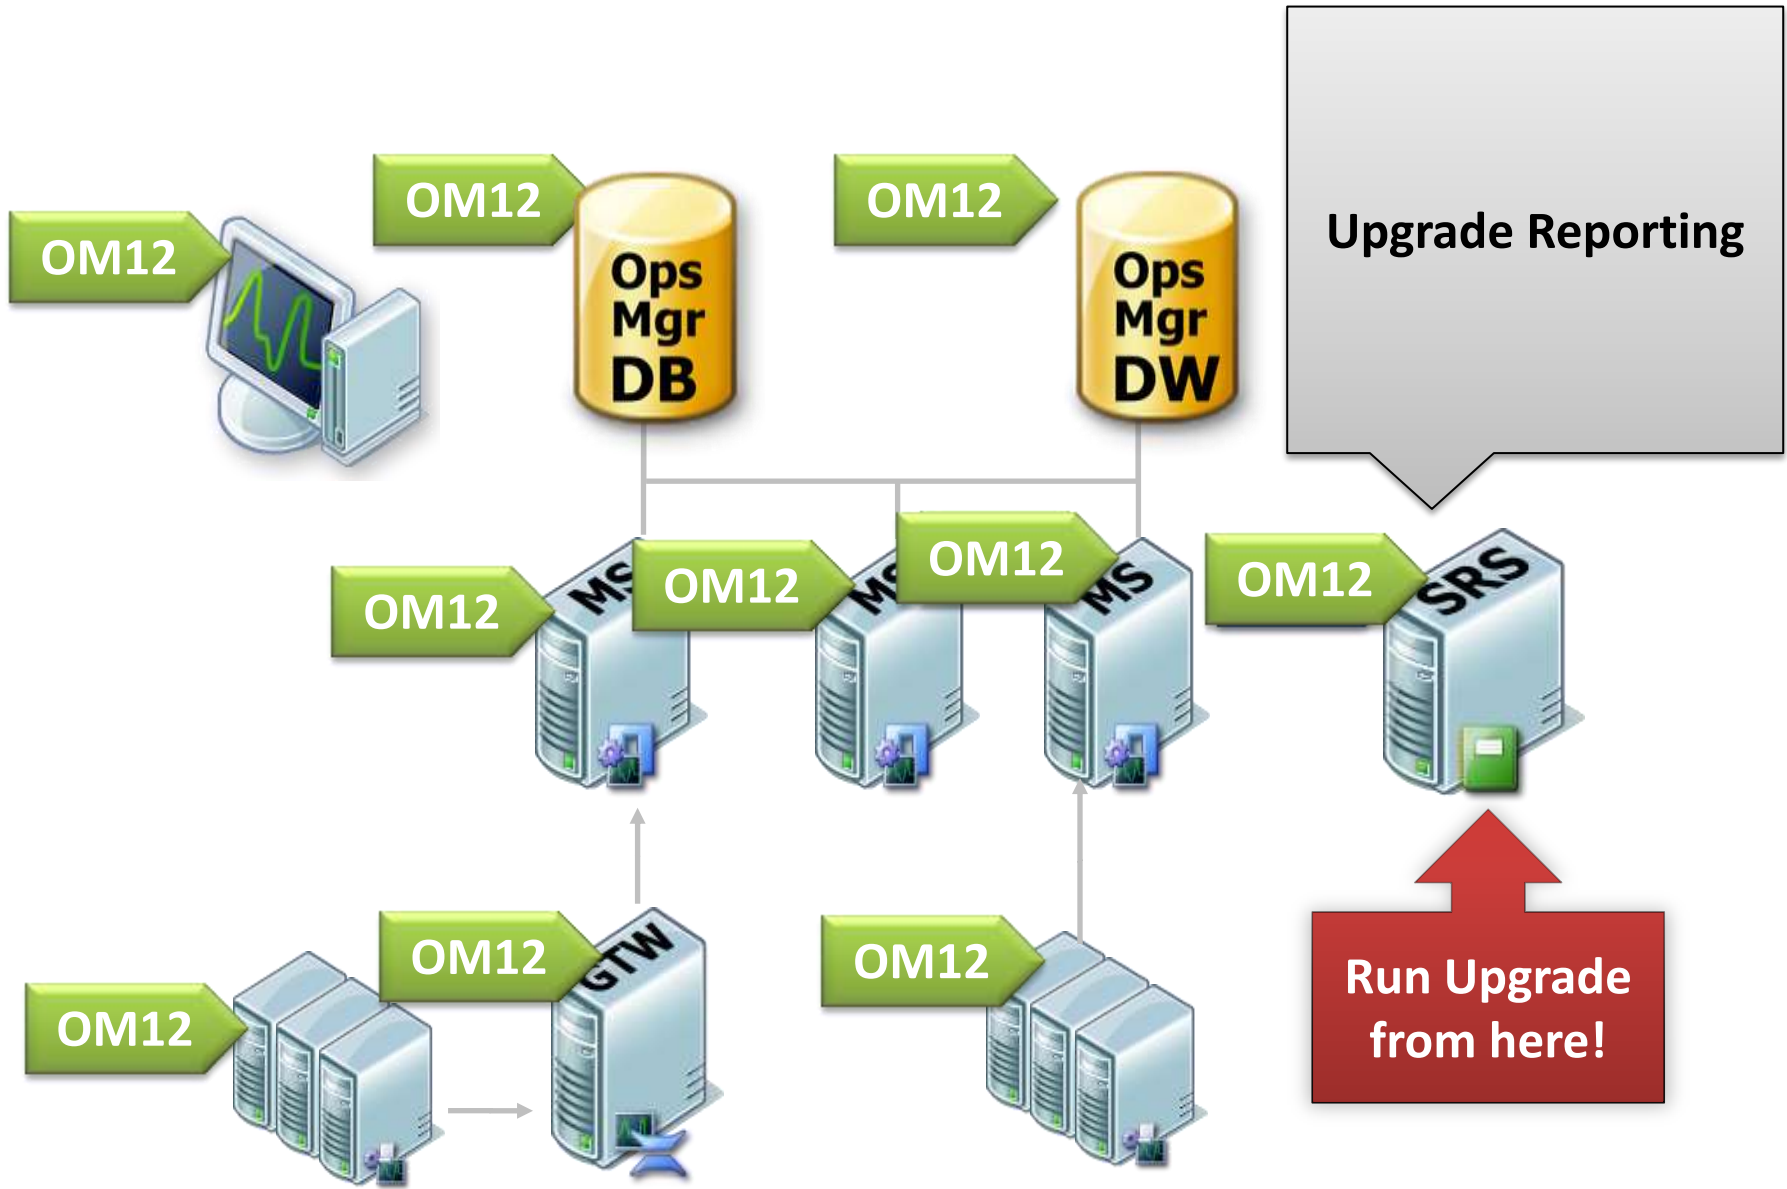 OM12
OM12
OM12
Ops
Mgr
DB
Ops
Mgr
DW
Upgrade Reporting
OM12
MS
OM12
MS
OM12
MS
OM12
SRS
OM12
OM12
GTW
OM12
Run Upgrade
from here!